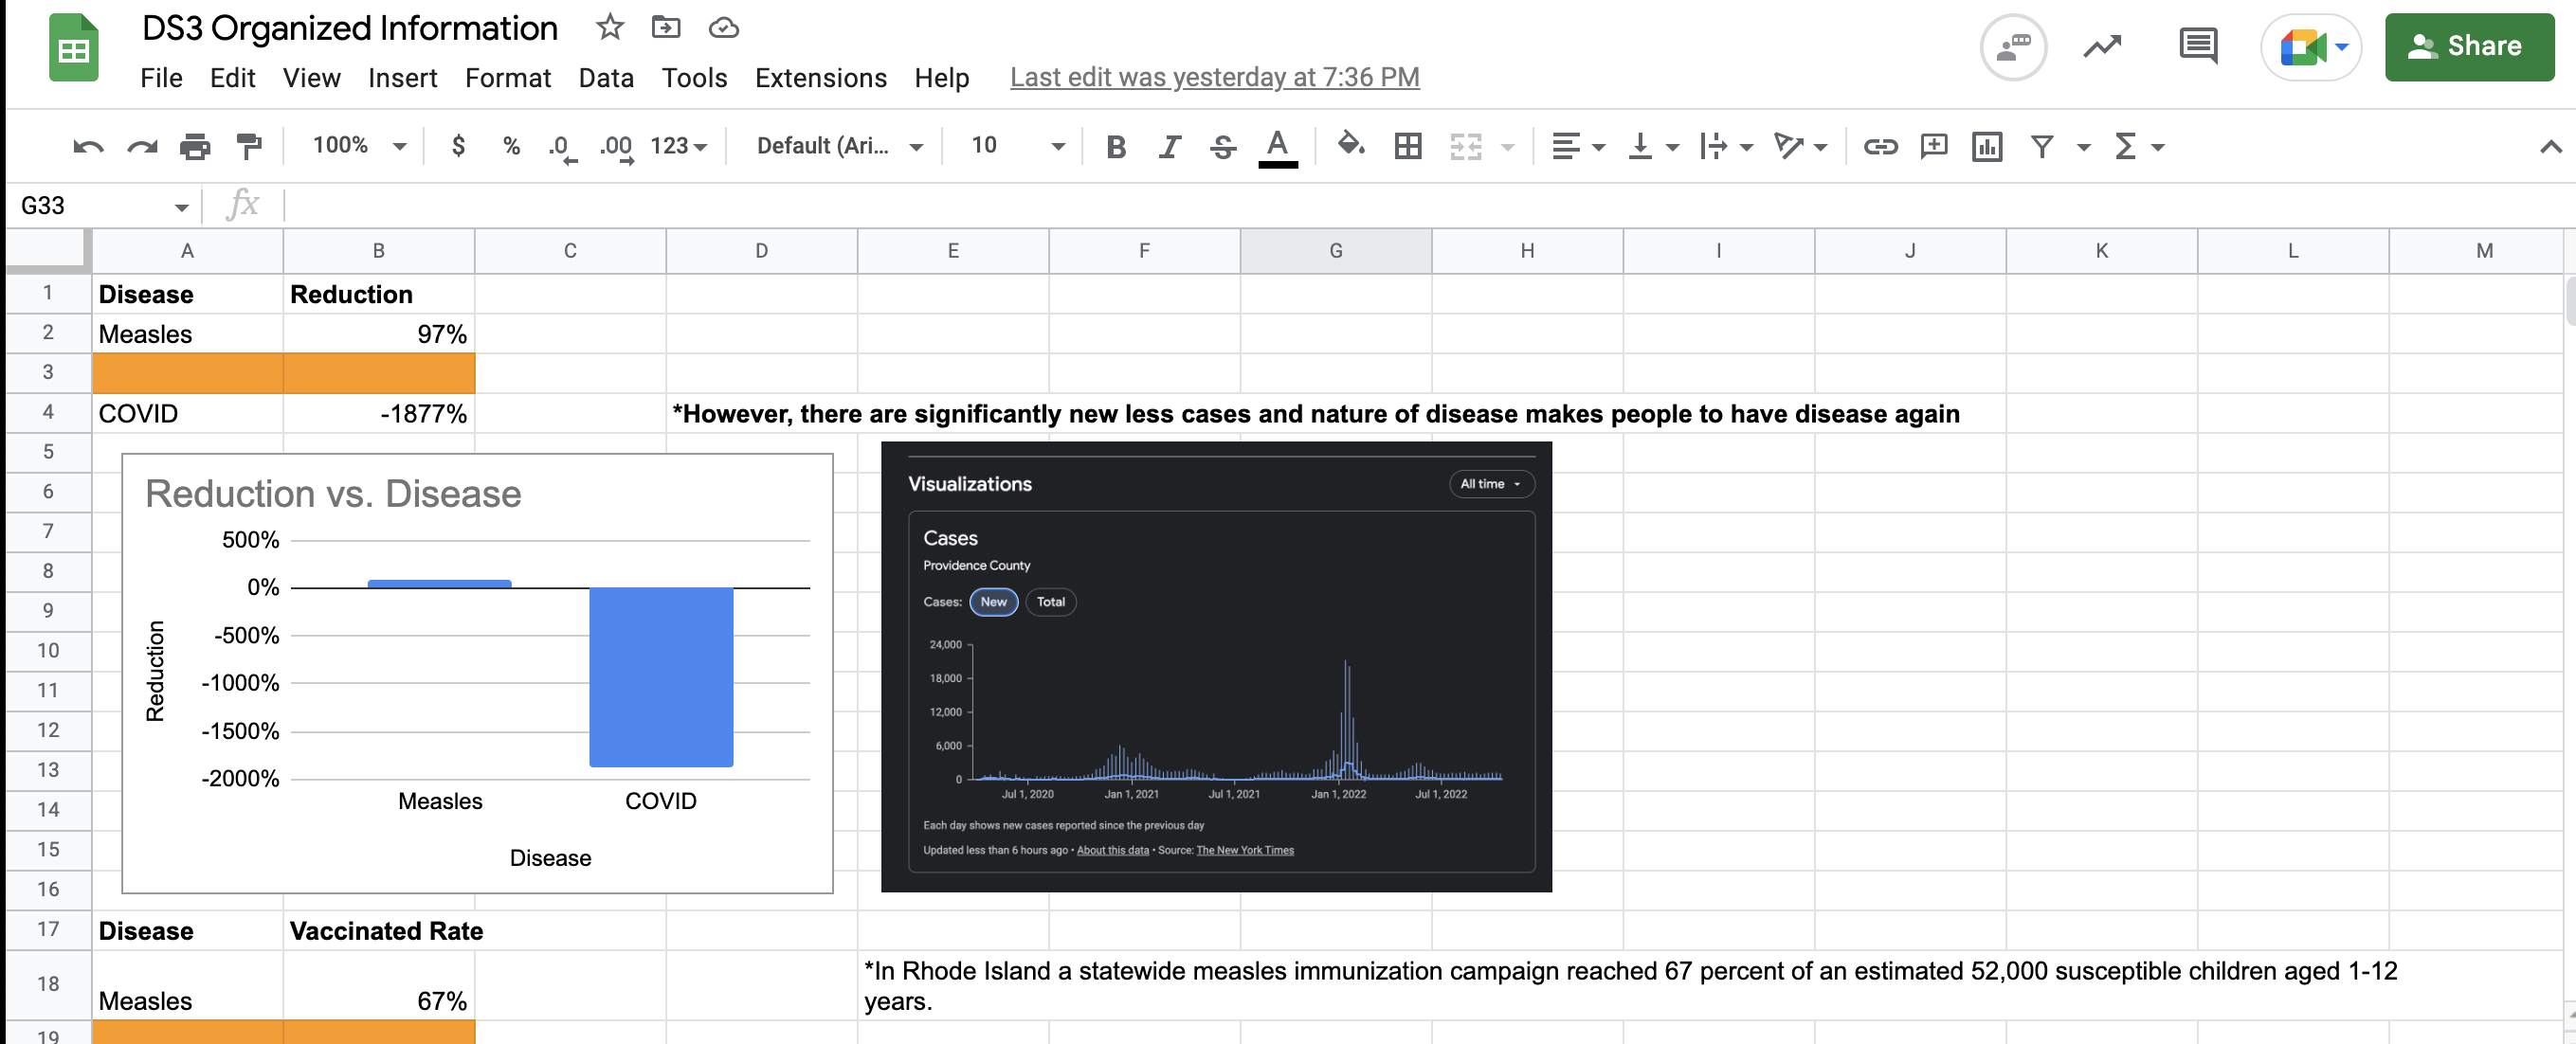 DS3 Organized Information
File Edit View Insert Format Data Tools Extensions Help Last edit was yesterday at 7:36 PM
Share
100% $ % .0 .00 123 Default (Ari... 10 B I S A
G33 fx
A B C D E F G H I J K L M
1 Disease Reduction
2 Measles 97%
3
4 COVID -1877% *However, there are significantly new less cases and nature of disease makes people to have disease again
5
6
7
8
9
10
11
12
13
14
15
16
Reduction vs. Disease
500%
0%
-500%
-1000%
-1500%
-2000%
Reduction
Measles COVID
Disease
Visualizations All time
Cases
Providence County
Cases: New Total
24,000
18,000
12,000
6,000
0
Jul 1, 2020 Jan 1, 2021 Jul 1, 2021 Jan 1, 2022 Jul 1, 2022
Each day shows new cases reported since the previous day
Updated less than 6 hours ago • About this data • Source: The New York Times
17 Disease Vaccinated Rate
*In Rhode Island a statewide measles immunization campaign reached 67 percent of an estimated 52,000 susceptible children aged 1-12
18 Measles 67% years.
19